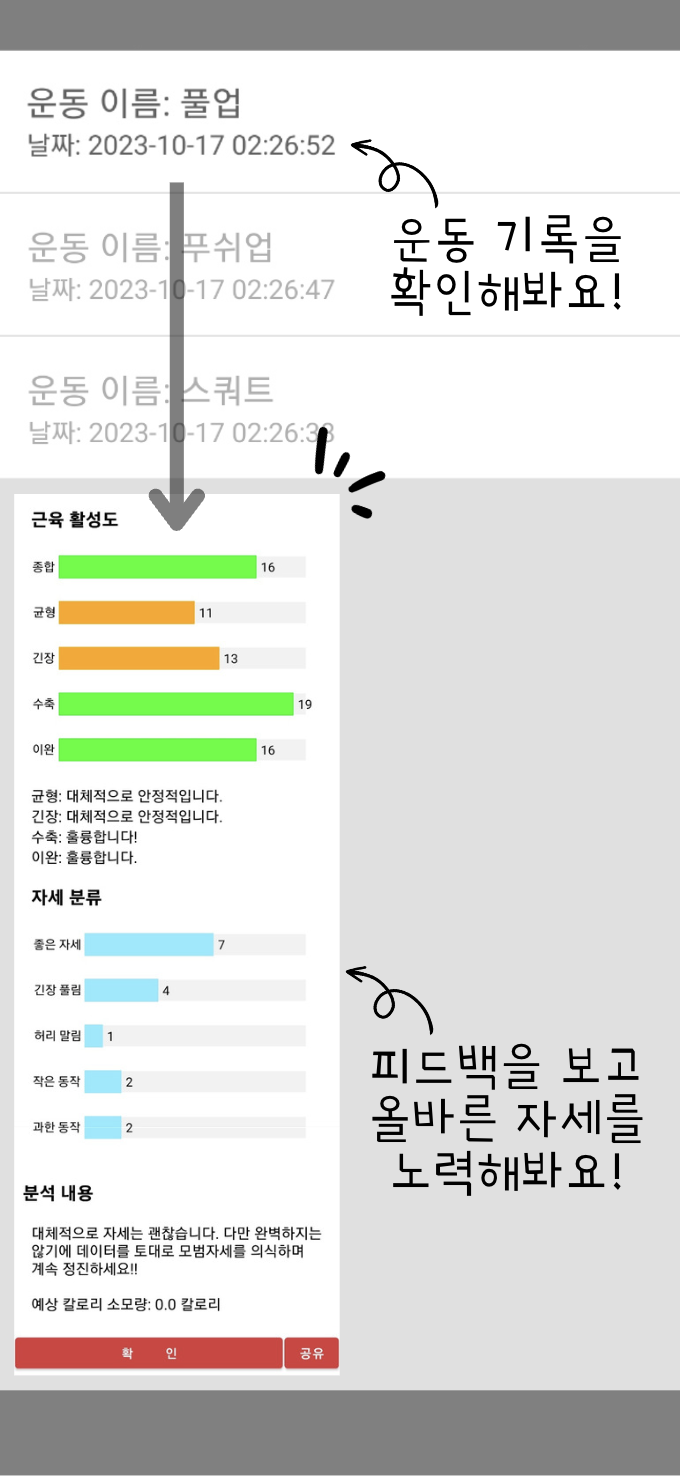 운동 이름: 풀업
날짜: 2023-10-17 02:26:52
운동 기록을
확인해봐요!
운동 이름: 푸쉬업
날짜: 2023-10-17 02:26:47
운동 이름: 스쿼트
날짜: 2023-10-17 02:26:38
근육 활성도
종합 16
균형 11
긴장 13
수축 19
이완 16
균형: 대체적으로 안정적입니다.
긴장: 대체적으로 안정적입니다.
수축: 훌륭합니다!
이완: 훌륭합니다.
자세 분류
좋은 자세 7
긴장 풀림 4
허리 말림 1
작은 동작 2
과한 동작 2
피드백을 보고
올바른 자세를
노력해봐요!
분석 내용
대체적으로 자세는 괜찮습니다. 다만 완벽하지는
않기에 데이터를 토대로 모범자세를 의식하며
계속 정진하세요!!
예상 칼로리 소모량: 0.0 칼로리
확 인
공유